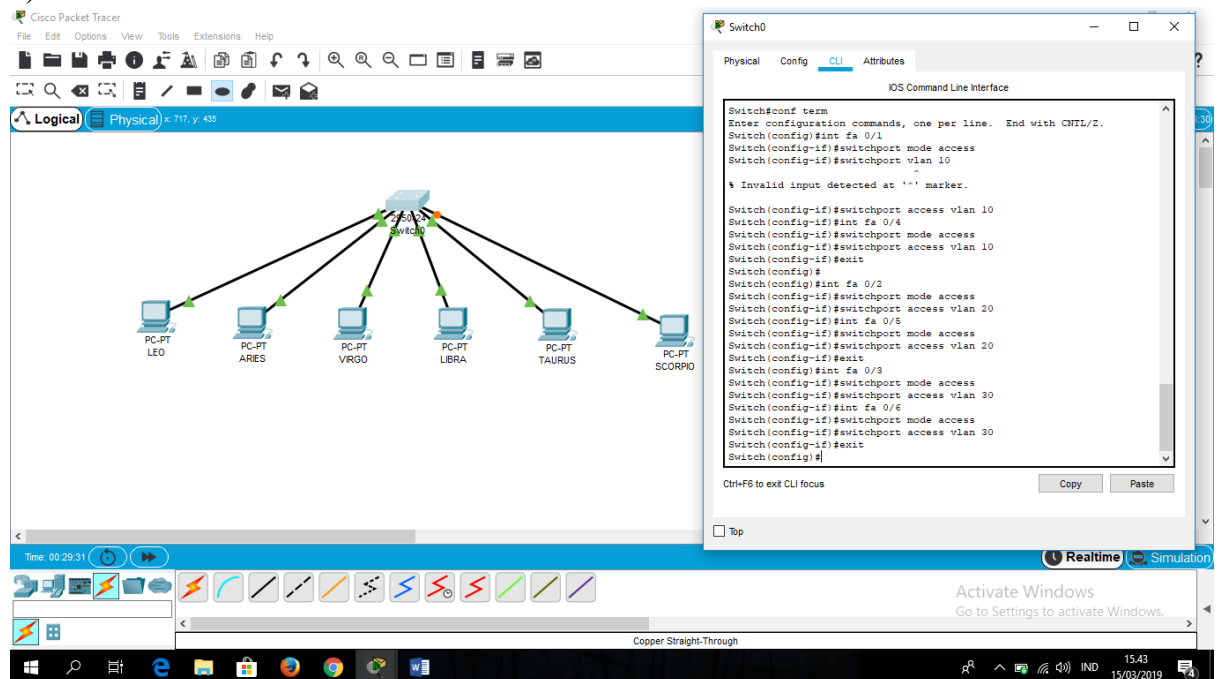 Cisco Packet Tracer
File Edit Options View Tools Extensions Help
Logical
Physical
x: 717, y: 435
2950-24
Switch0
PC-PT
LEO
PC-PT
ARIES
PC-PT
VIRGO
PC-PT
LIBRA
PC-PT
TAURUS
PC-PT
SCORPIO
Switch0
Physical Config CLI Attributes
IOS Command Line Interface
Switch#conf term
Enter configuration commands, one per line. End with CNTL/Z.
Switch(config)#int fa 0/1
Switch(config-if)#switchport mode access
Switch(config-if)#switchport vlan 10
^
% Invalid input detected at '^' marker.
Switch(config-if)#switchport access vlan 10
Switch(config-if)#int fa 0/4
Switch(config-if)#switchport mode access
Switch(config-if)#switchport access vlan 10
Switch(config-if)#exit
Switch(config)#
Switch(config)#int fa 0/2
Switch(config-if)#switchport mode access
Switch(config-if)#switchport access vlan 20
Switch(config-if)#int fa 0/5
Switch(config-if)#switchport mode access
Switch(config-if)#switchport access vlan 20
Switch(config-if)#exit
Switch(config)#int fa 0/3
Switch(config-if)#switchport mode access
Switch(config-if)#switchport access vlan 30
Switch(config-if)#int fa 0/6
Switch(config-if)#switchport mode access
Switch(config-if)#switchport access vlan 30
Switch(config-if)#exit
Switch(config)#
Ctrl+F6 to exit CLI focus
Copy
Paste
Top
Time: 00:29:31
Realtime
Simulation
Activate Windows
Go to Settings to activate Windows.
Copper Straight-Through
IND
15.43
15/03/2019